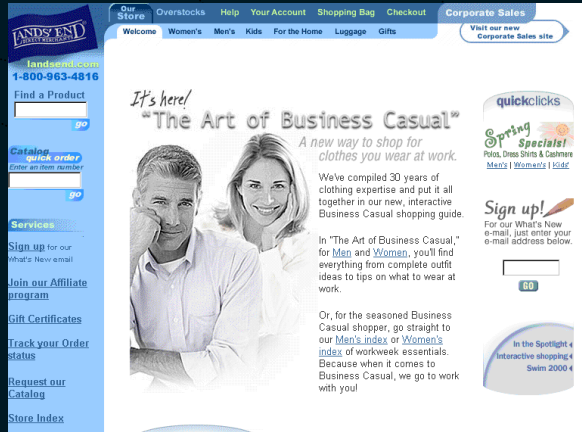 LANDS' END
DIRECT MERCHANTS
landsend.com
1-800-963-4816
Find a Product
go
Catalog
quick order
Enter an item number
go
Services
Sign up for our
What's New email
Join our Affiliate
program
Gift Certificates
Track your Order
status
Request our
Catalog
Store Index
Our
Store
Overstocks
Help
Your Account
Shopping Bag
Checkout
Corporate Sales
Welcome
Women's
Men's
Kids
For the Home
Luggage
Gifts
Visit our new
Corporate Sales site
It's here!
"The Art of Business Casual"
A new way to shop for
clothes you wear at work.
We've compiled 30 years of
clothing expertise and put it all
together in our new, interactive
Business Casual shopping guide.
In "The Art of Business Casual,"
for Men and Women, you'll find
everything from complete outfit
ideas to tips on what to wear at
work.
Or, for the seasoned Business
Casual shopper, go straight to
our Men's index or Women's
index of workweek essentials.
Because when it comes to
Business Casual, we go to work
with you!
quickclicks
Spring
Specials!
Polos, Dress Shirts & Cashmere
Men's | Women's | Kids'
Sign up!
For our What's New
e-mail, just enter your
e-mail address below.
GO
In the Spotlight
Interactive shopping
Swim 2000